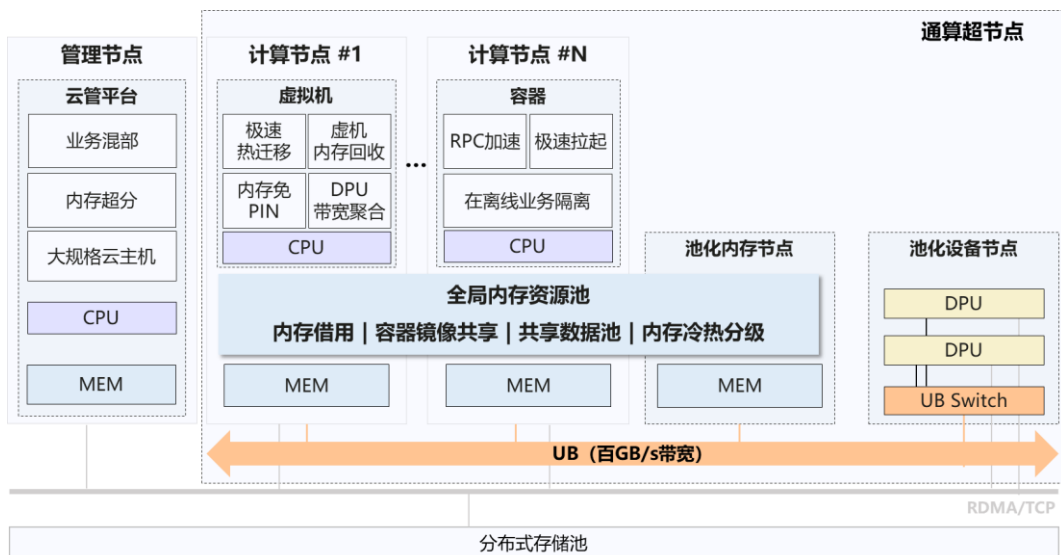 通算超节点
管理节点
云管平台
业务混部
内存超分
大规格云主机
CPU
MEM
计算节点 #1
虚拟机
极速
热迁移
虚机
内存回收
内存免
PIN
DPU
带宽聚合
CPU
...
计算节点 #N
容器
RPC加速
极速拉起
在离线业务隔离
CPU
池化内存节点
池化设备节点
DPU
DPU
UB Switch
全局内存资源池
内存借用 | 容器镜像共享 | 共享数据池 | 内存冷热分级
MEM
MEM
MEM
UB（百GB/s带宽）
RDMA/TCP
分布式存储池